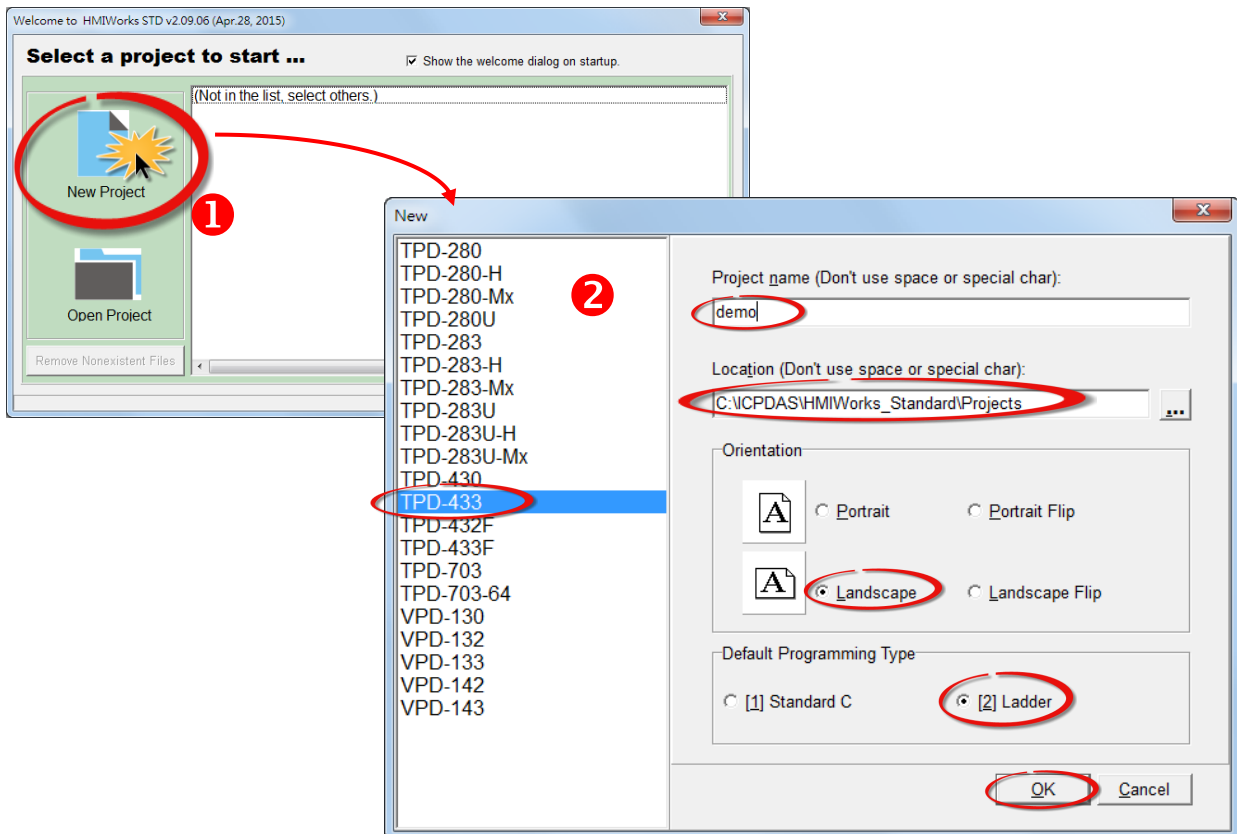 Welcome to HMIWorks STD v2.09.06 (Apr.28, 2015)
Select a project to start ...
Show the welcome dialog on startup.
(Not in the list, select others.)
New Project
1
Open Project
Remove Nonexistent Files
New
2
TPD-280
TPD-280-H
TPD-280-Mx
TPD-280U
TPD-283
TPD-283-H
TPD-283-Mx
TPD-283U
TPD-283U-H
TPD-283U-Mx
TPD-430
TPD-433
TPD-432F
TPD-433F
TPD-703
TPD-703-64
VPD-130
VPD-132
VPD-133
VPD-142
VPD-143
Project name (Don't use space or special char):
demo
Location (Don't use space or special char):
C:\ICPDAS\HMIWorks_Standard\Projects
...
Orientation
A Portrait Portrait Flip
A Landscape Landscape Flip
Default Programming Type
[1] Standard C [2] Ladder
OK Cancel